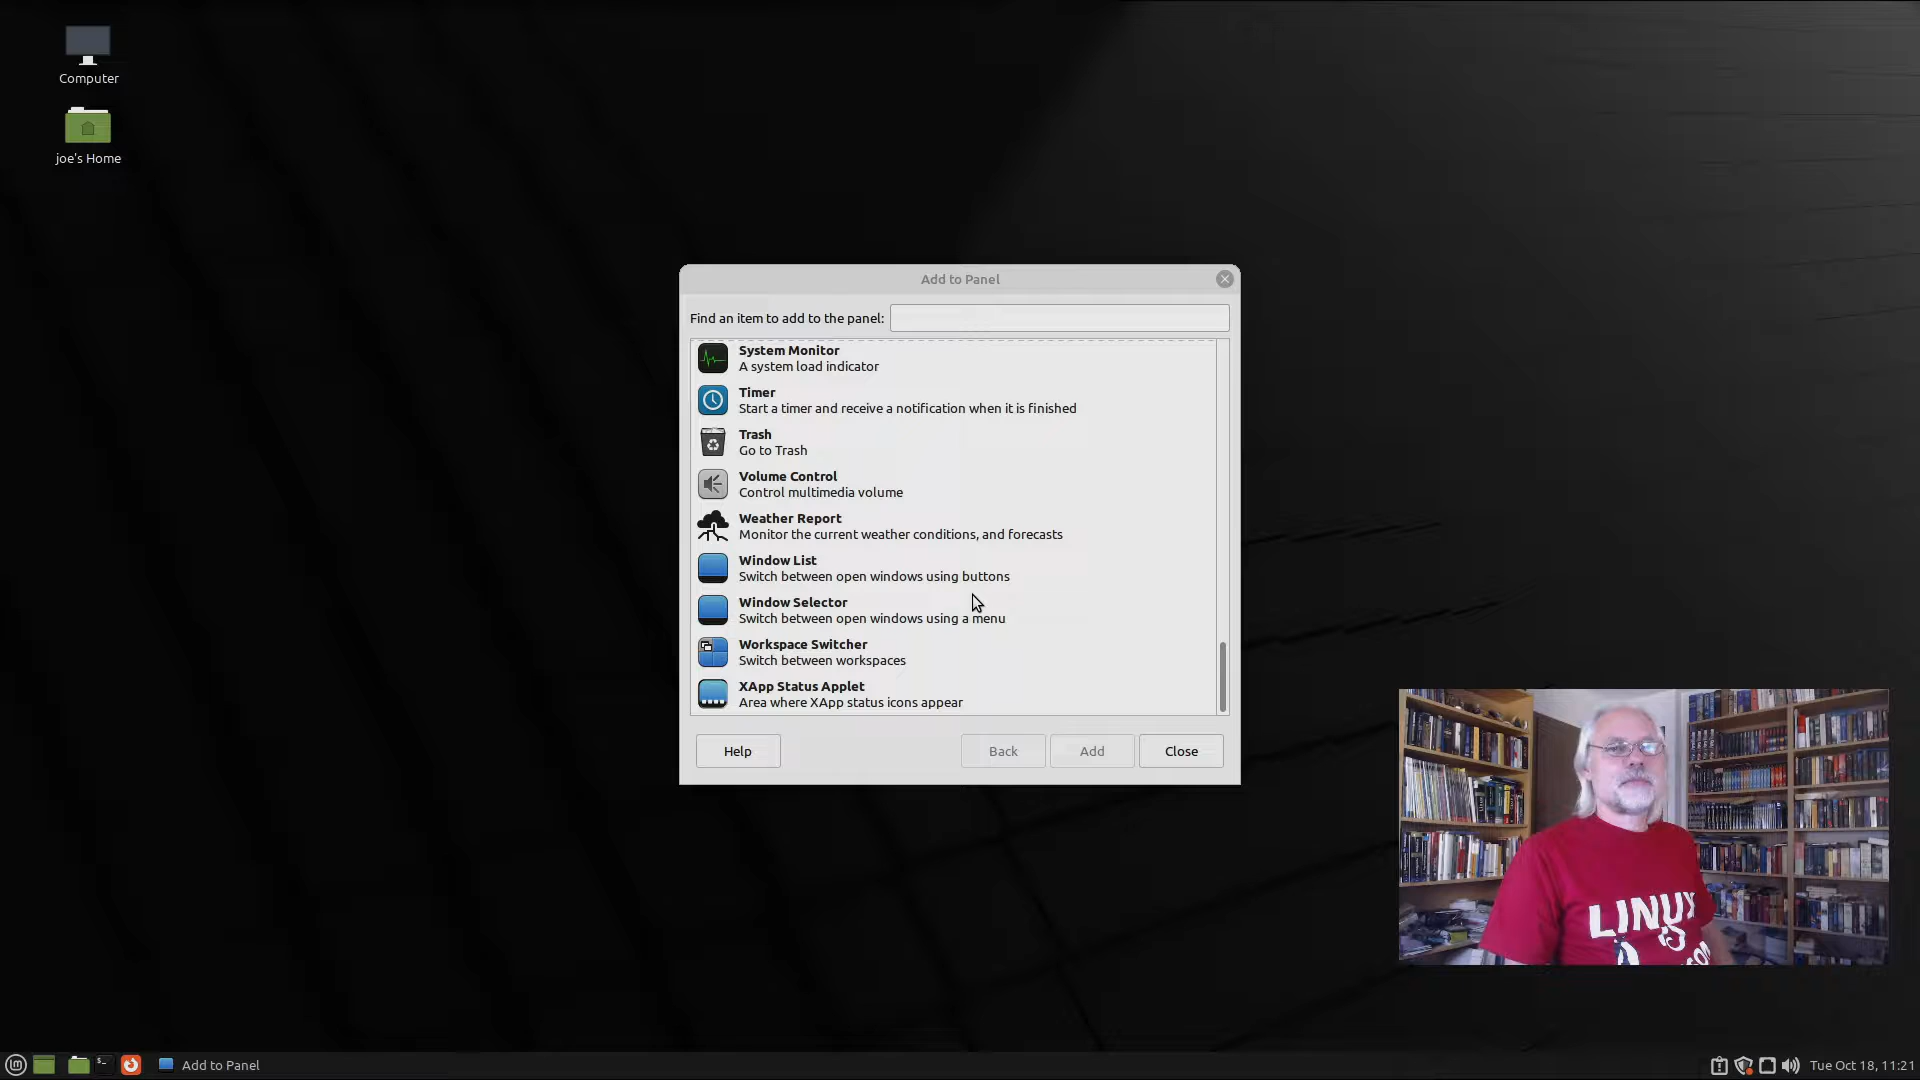 Computer
joe's Home
Add to Panel
Find an item to add to the panel:
System Monitor
A system load indicator
Timer
Start a timer and receive a notification when it is finished
Trash
Go to Trash
Volume Control
Control multimedia volume
Weather Report
Monitor the current weather conditions, and forecasts
Window List
Switch between open windows using buttons
Window Selector
Switch between open windows using a menu
Workspace Switcher
Switch between workspaces
XApp Status Applet
Area where XApp status icons appear
Help
Back
Add
Close
LINUX
Add to Panel
Tue Oct 18, 11:21